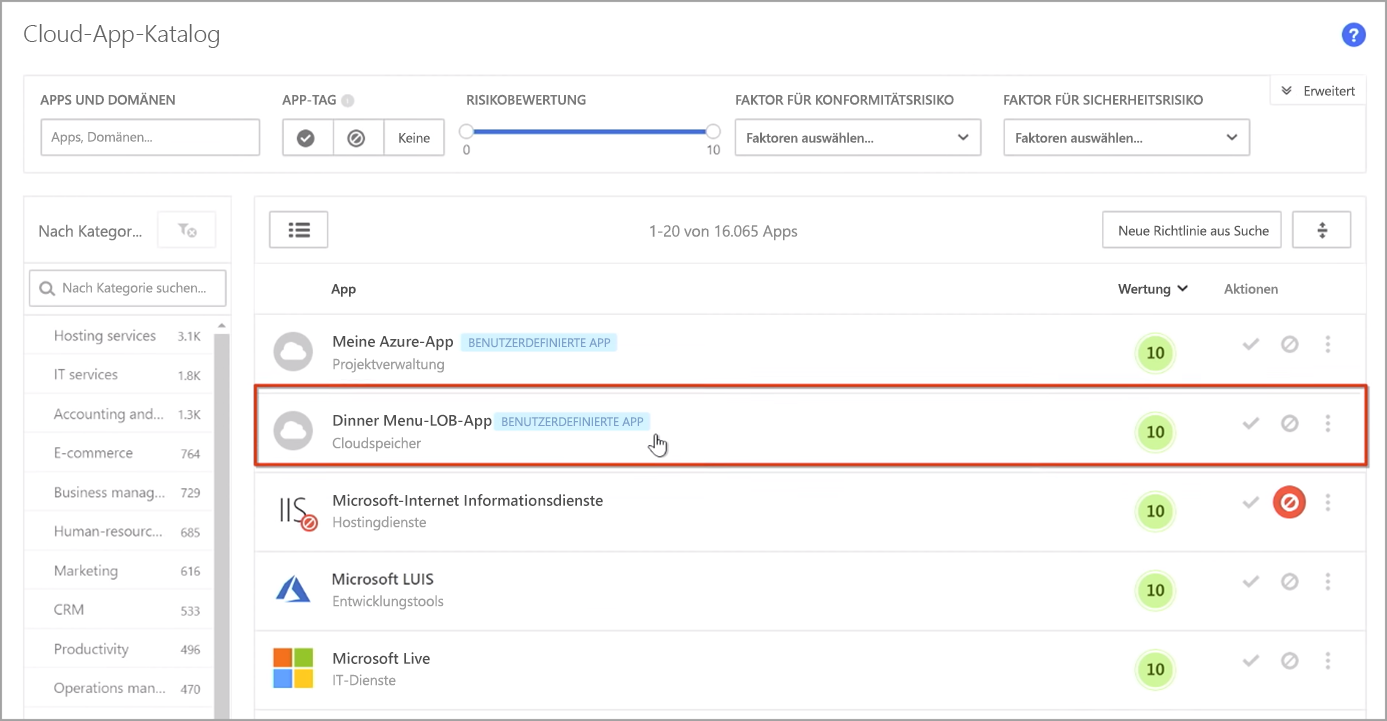 Cloud-App-Katalog
?
APPS UND DOMÄNEN
APP-TAG
RISIKOBEWERTUNG
FAKTOR FÜR KONFORMITÄTSRISIKO
FAKTOR FÜR SICHERHEITSRISIKO
Erweitert
Apps, Domänen...
Keine
0
10
Faktoren auswählen...
Faktoren auswählen...
Nach Kategor...
1-20 von 16.065 Apps
Neue Richtlinie aus Suche
Nach Kategorie suchen...
App
Wertung
Aktionen
Hosting services 3.1K
IT services 1.8K
Accounting and... 1.3K
E-commerce 764
Business manag... 729
Human-resourc... 685
Marketing 616
CRM 533
Productivity 496
Operations man... 470
Meine Azure-App BENUTZERDEFINIERTE APP
Projektverwaltung
10
Dinner Menu-LOB-App BENUTZERDEFINIERTE APP
Cloudspeicher
10
IIS
Microsoft-Internet Informationsdienste
Hostingdienste
10
Microsoft LUIS
Entwicklungstools
10
Microsoft Live
IT-Dienste
10